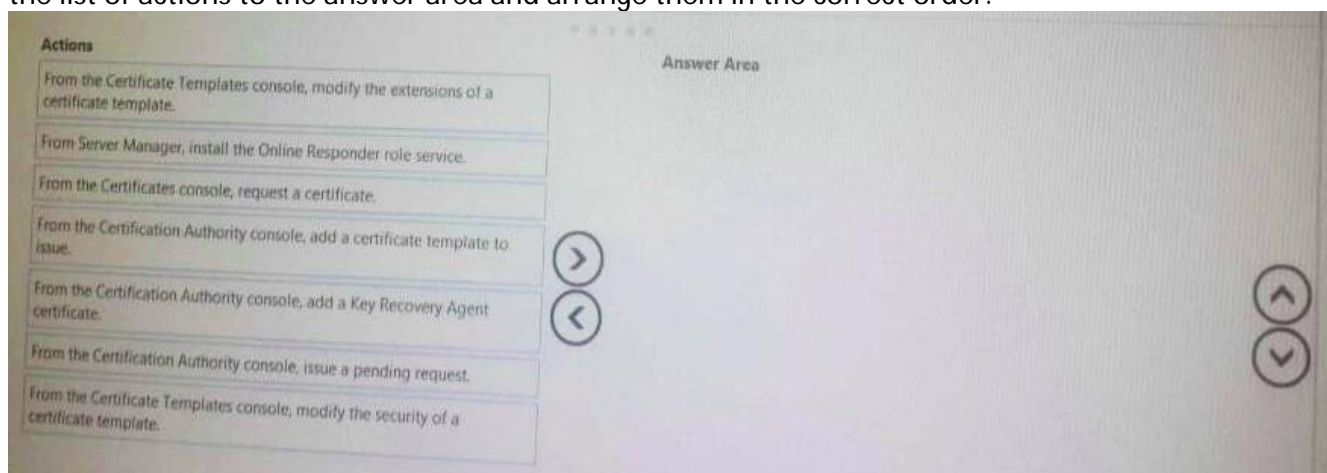 the list of actions to the answer area and arrange them in the correct order.
Actions
Answer Area
From the Certificate Templates console, modify the extensions of a
certificate template.
From Server Manager, install the Online Responder role service.
From the Certificates console, request a certificate.
From the Certification Authority console, add a certificate template to
issue.
From the Certification Authority console, add a Key Recovery Agent
certificate.
From the Certification Authority console, issue a pending request.
From the Certificate Templates console, modify the security of a
certificate template.